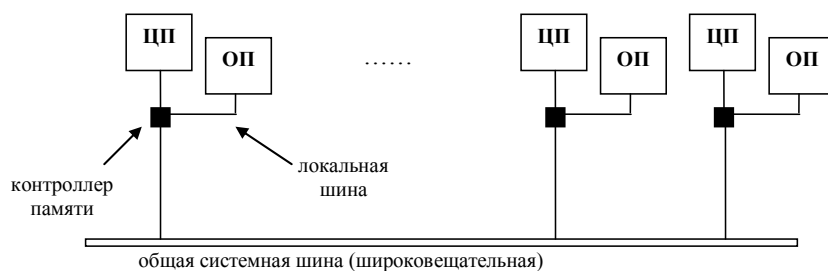 ЦП
ОП
......
ЦП
ОП
ЦП
ОП
контроллер
памяти
локальная
шина
общая системная шина (широковещательная)